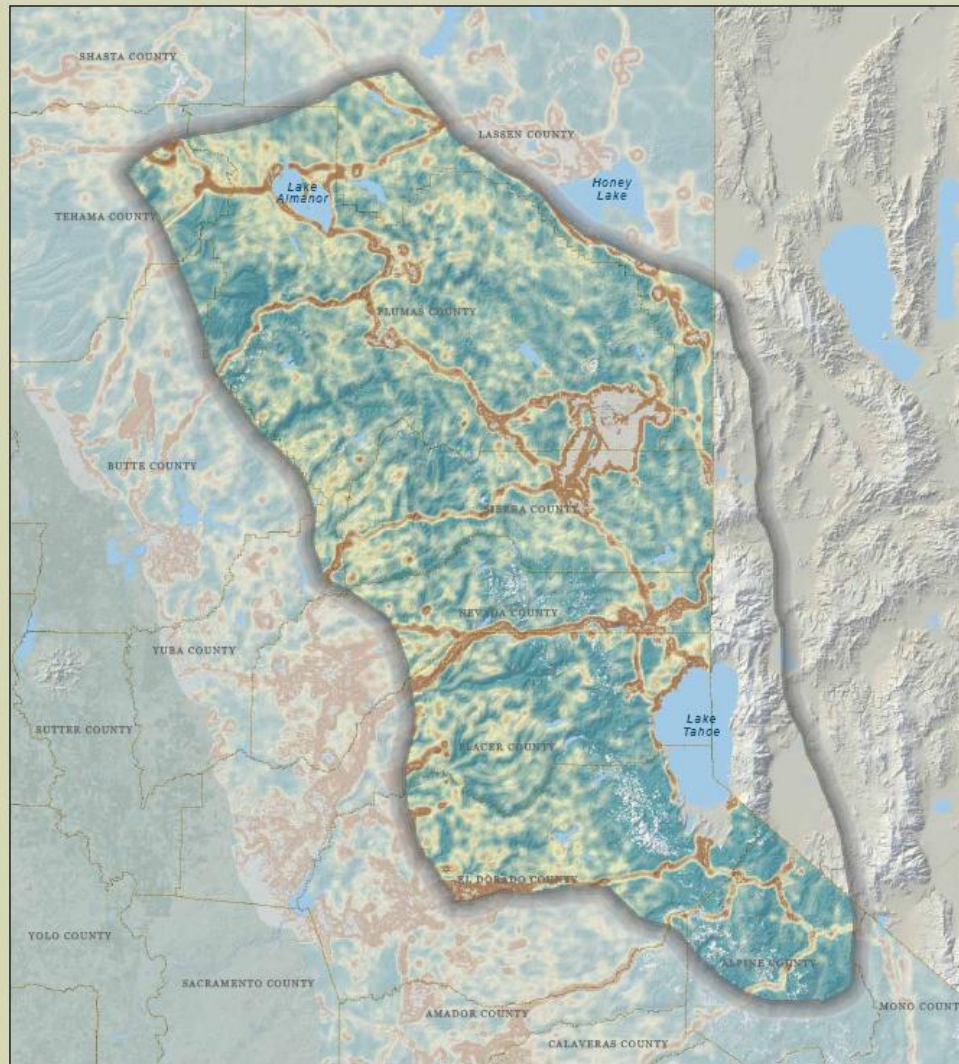 SHASTA COUNTY
LASSEN COUNTY
Lake
Almanor
Honey
Lake
TEHAMA COUNTY
PLUMAS COUNTY
BUTTE COUNTY
SIERRA COUNTY
NEVADA COUNTY
YUBA COUNTY
SUTTER COUNTY
Lake
Tahoe
PLACER COUNTY
EL DORADO COUNTY
YOLO COUNTY
ALPINE COUNTY
SACRAMENTO COUNTY
AMADOR COUNTY
MONO COUNT
CALAVERAS COUNTY